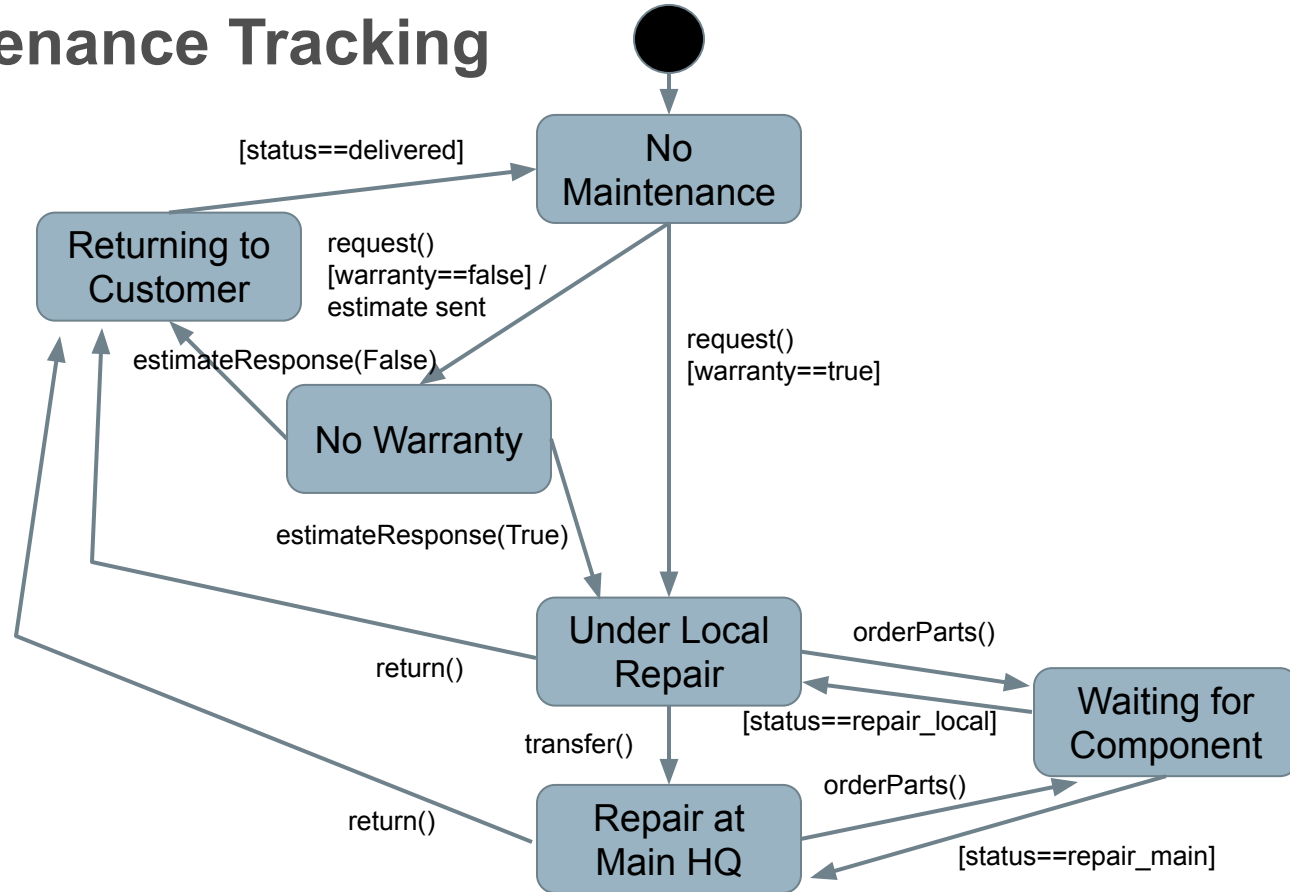 enance Tracking
No
Maintenance
[status==delivered]
Returning to
Customer
request()
[warranty==false] /
estimate sent
request()
[warranty==true]
estimateResponse(False)
No Warranty
estimateResponse(True)
Under Local
Repair
orderParts()
return()
Waiting for
Component
[status==repair_local]
transfer()
orderParts()
return()
Repair at
Main HQ
[status==repair_main]